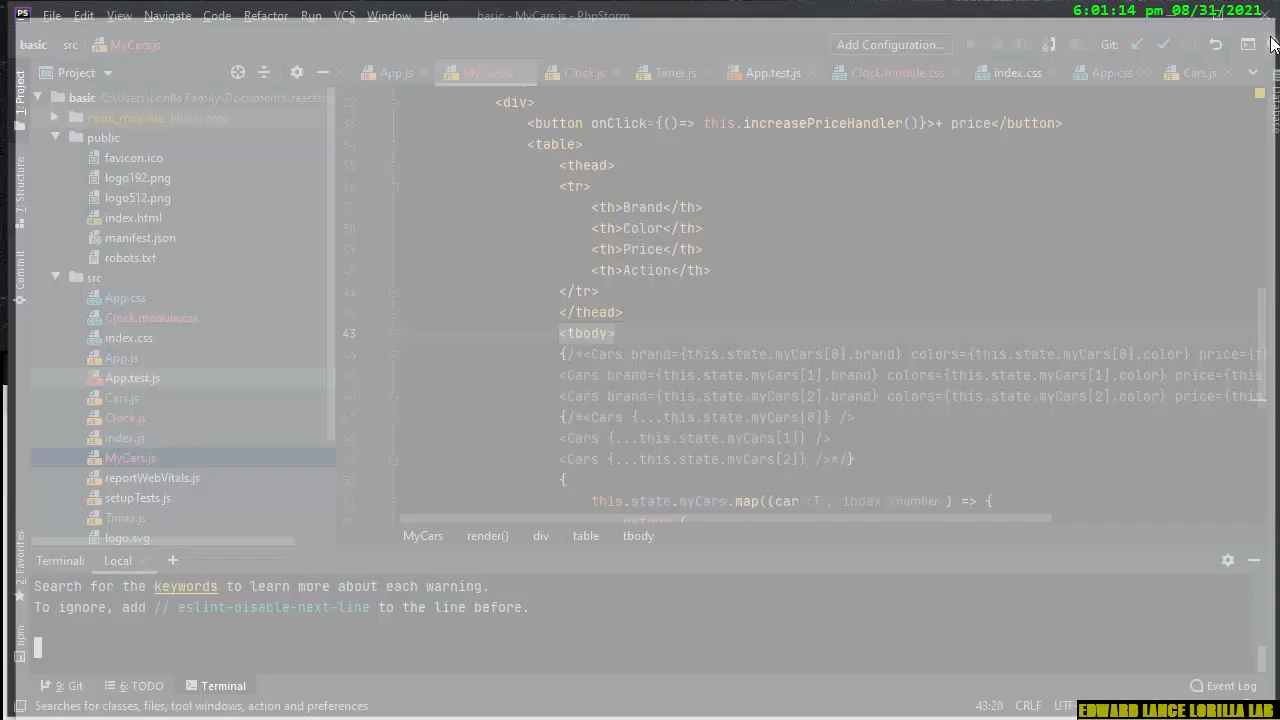 PS File Edit View Navigate Code Refactor Run VCS Window Help basic - MyCars.js - PhpStorm
6:01:14 pm 08/31/2021
basic src MyCars.js Add Configuration... Git:
1: Project Project App.js Clock.js Timer.js App.test.js Clock.module.css index.css App.css Cars.js
basic C:\Users\Lorilla Family\Documents\reaction
node_modules library root
public
favicon.ico
logo192.png
logo512.png
index.html
manifest.json
robots.txt
src
App.css
Clock.module.css
index.css
App.js
App.test.js
Cars.js
Clock.js
index.js
MyCars.js
reportWebVitals.js
setupTests.js
Timer.js
logo.svg
7: Structure
Commit
2: Favorites
npm
Database
<div>
<button onClick={()=> this.increasePriceHandler()}>+ price</button>
<table>
<thead>
<tr>
<th>Brand</th>
<th>Color</th>
<th>Price</th>
<th>Action</th>
</tr>
</thead>
43 <tbody>
{/*<Cars brand={this.state.myCars[0].brand} colors={this.state.myCars[0].color} price={t
<Cars brand={this.state.myCars[1].brand} colors={this.state.myCars[1].color} price={this
<Cars brand={this.state.myCars[2].brand} colors={this.state.myCars[2].color} price={this
{/*<Cars {...this.state.myCars[0]} />
<Cars {...this.state.myCars[1]} />
<Cars {...this.state.myCars[2]} />*/}
{
this.state.myCars.map((car : T , index : number ) => {
return (
MyCars render() div table tbody
Terminal: Local +
Search for the keywords to learn more about each warning.
To ignore, add // eslint-disable-next-line to the line before.
9: Git 6: TODO Terminal Event Log
Searches for classes, files, tool windows, action and preferences 43:28 CRLF UTF-
EDWARD LANCE LORILLA LAB